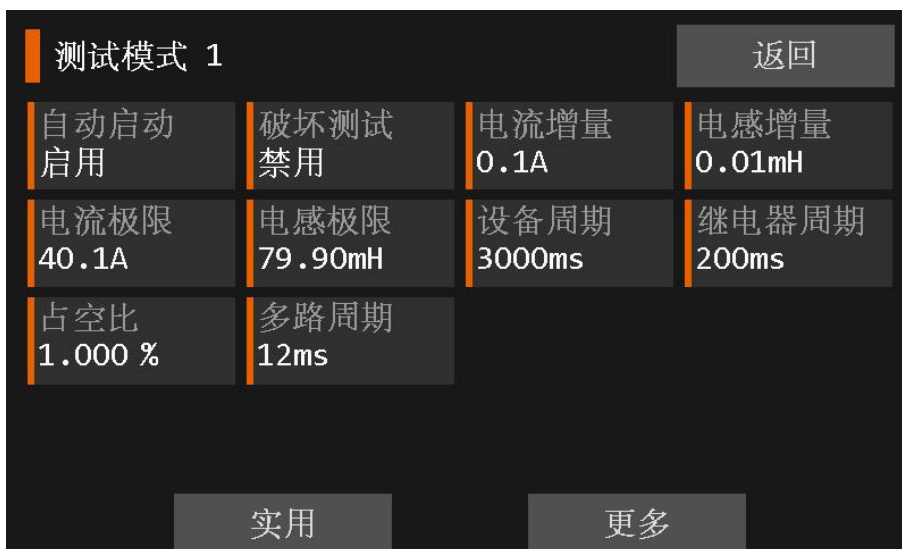 测试模式 1
返回
自动启动
启用
破坏测试
禁用
电流增量
0.1A
电感增量
0.01mH
电流极限
40.1A
电感极限
79.90mH
设备周期
3000ms
继电器周期
200ms
占空比
1.000 %
多路周期
12ms
实用
更多